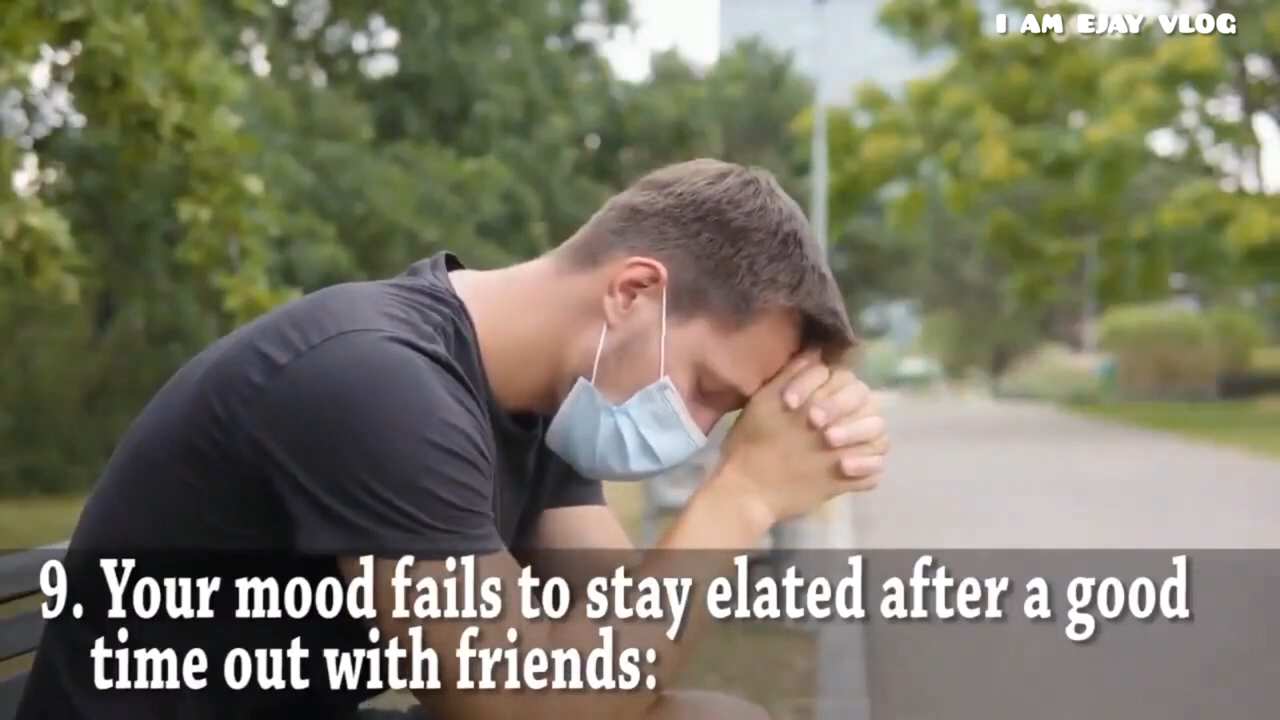 I AM EJAY VLOG
9. Your mood fails to stay elated after a good
time out with friends: